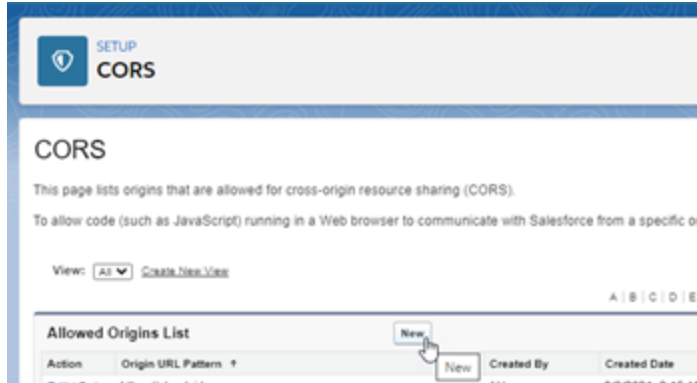 SETUP
CORS
CORS
This page lists origins that are allowed for cross-origin resource sharing (CORS).
To allow code (such as JavaScript) running in a Web browser to communicate with Salesforce from a specific
View: All Create New View
A | B | C | D | E
Allowed Origins List New
New
Action Origin URL Pattern ↑ Created By Created Date